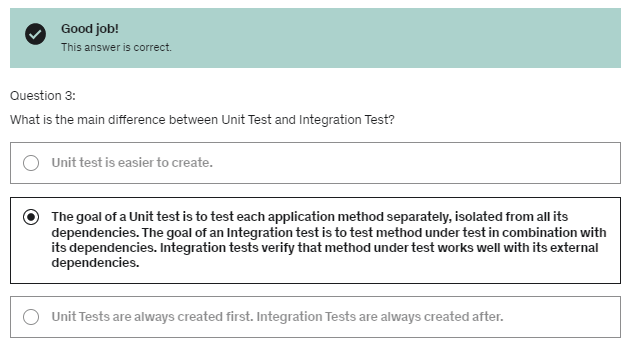 Good job!
This answer is correct.
Question 3:
What is the main difference between Unit Test and Integration Test?
Unit test is easier to create.
The goal of a Unit test is to test each application method separately, isolated from all its
dependencies. The goal of an Integration test is to test method under test in combination with
its dependencies. Integration tests verify that method under test works well with its external
dependencies.
Unit Tests are always created first. Integration Tests are always created after.